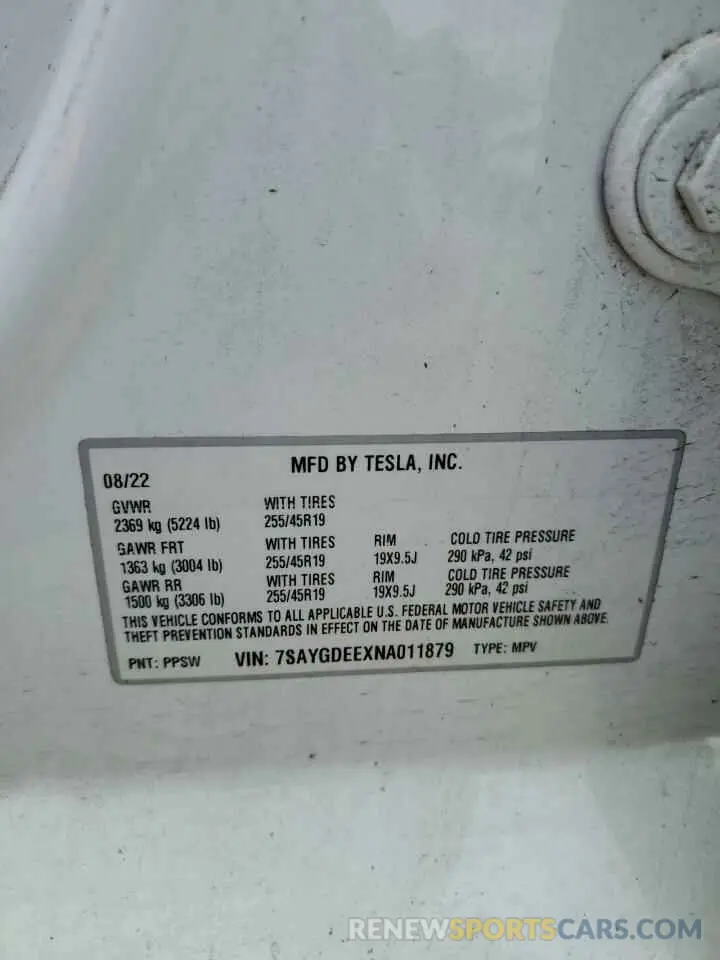 MFD BY TESLA, INC.
08/22
GVWR WITH TIRES
2369 kg (5224 lb) 255/45R19
GAWR FRT WITH TIRES RIM COLD TIRE PRESSURE
1363 kg (3004 lb) 255/45R19 19X9.5J 290 kPa, 42 psi
GAWR RR WITH TIRES RIM COLD TIRE PRESSURE
1500 kg (3306 lb) 255/45R19 19X9.5J 290 kPa, 42 psi
THIS VEHICLE CONFORMS TO ALL APPLICABLE U.S. FEDERAL MOTOR VEHICLE SAFETY AND
THEFT PREVENTION STANDARDS IN EFFECT ON THE DATE OF MANUFACTURE SHOWN ABOVE.
PNT: PPSW VIN: 7SAYGDEEXNA011879 TYPE: MPV
RENEWSPORTSCARS.COM